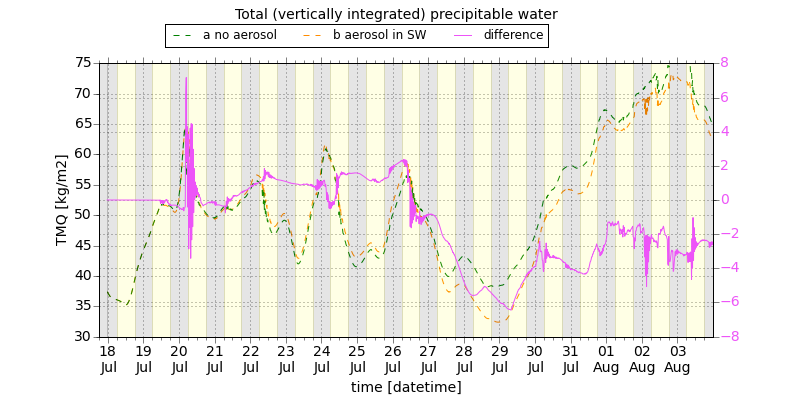 Total (vertically integrated) precipitable water
a no aerosol b aerosol in SW difference
75 8
70 6
65 4
60 2
55 0
50 −2
45 −4
40 −6
35 −8
30
TMQ [kg/m2]
18 19 20 21 22 23 24 25 26 27 28 29 30 31 01 02 03
Jul Jul Jul Jul Jul Jul Jul Jul Jul Jul Jul Jul Jul Jul Aug Aug Aug
time [datetime]